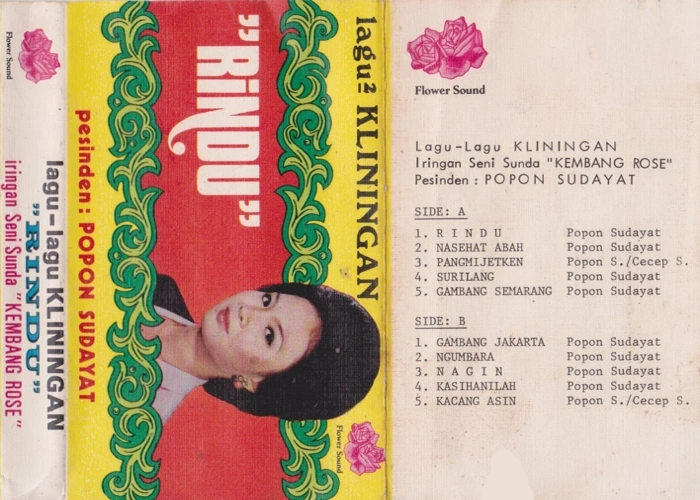 Flower Sound
lagu-lagu KLININGAN
"RINDU"
iringan Seni Sunda "KEMBANG ROSE"
lagu² KLININGAN
"RiNDU"
pesinden : POPON SUDAYAT
Flower Sound
Flower Sound
Lagu-Lagu KLININGAN
Iringan Seni Sunda "KEMBANG ROSE"
Pesinden : POPON SUDAYAT
SIDE: A
1. R I N D U Popon Sudayat
2. NASEHAT ABAH Popon Sudayat
3. PANGMIJETKEN Popon S./Cecep S.
4. SURILANG Popon Sudayat
5. GAMBANG SEMARANG Popon Sudayat
SIDE: B
1. GAMBANG JAKARTA Popon Sudayat
2. NGUMBARA Popon Sudayat
3. N A G I N Popon Sudayat
4. KASIHANILAH Popon Sudayat
5. KACANG ASIN Popon S./Cecep S.